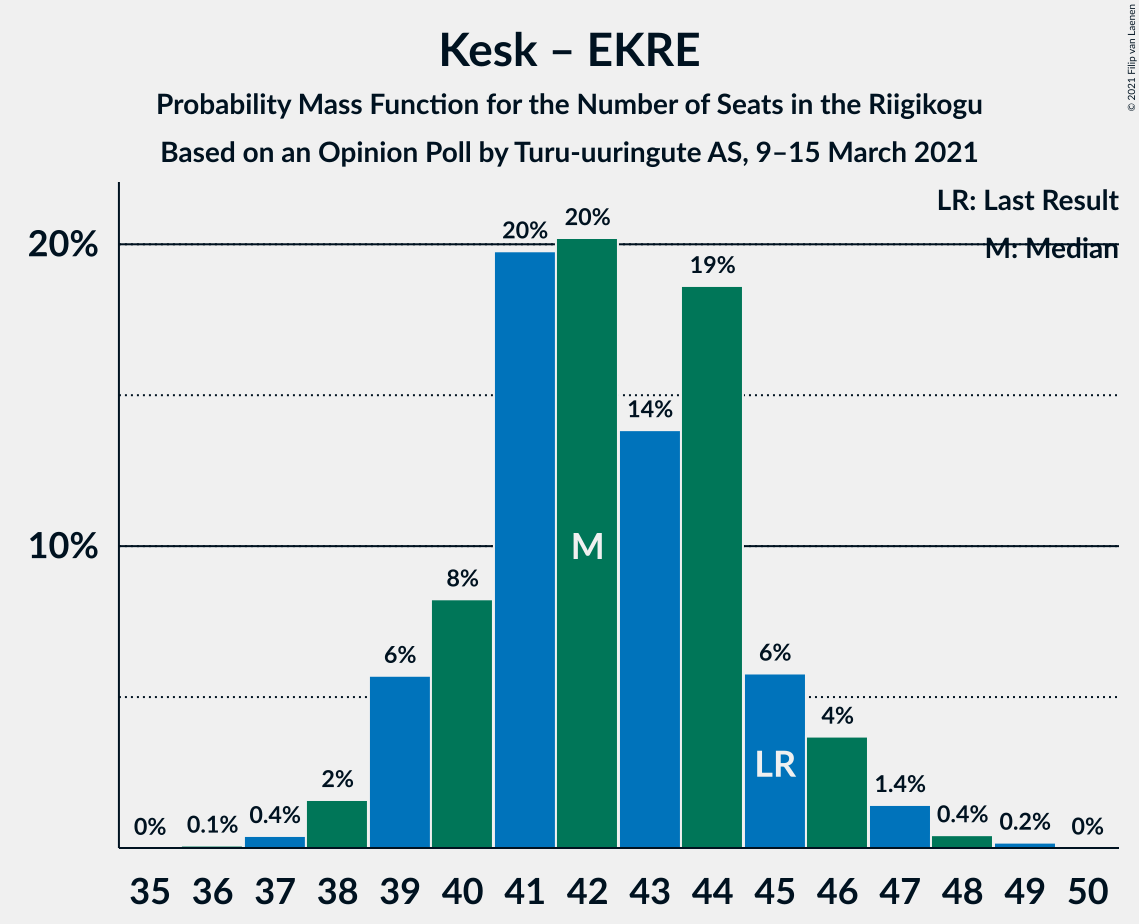 Kesk – EKRE
Probability Mass Function for the Number of Seats in the Riigikogu
Based on an Opinion Poll by Turu-uuringute AS, 9–15 March 2021
© 2021 Filip van Laenen
LR: Last Result
M: Median
20%
10%
0%
0.1%
0.4%
2%
6%
8%
20%
20%
14%
19%
6%
4%
1.4%
0.4%
0.2%
0%
M
LR
35 36 37 38 39 40 41 42 43 44 45 46 47 48 49 50